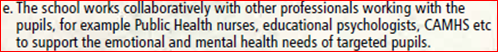 e. The school works collaboratively with other professionals working with the
pupils, for example Public Health nurses, educational psychologists, CAMHS etc
to support the emotional and mental health needs of targeted pupils.